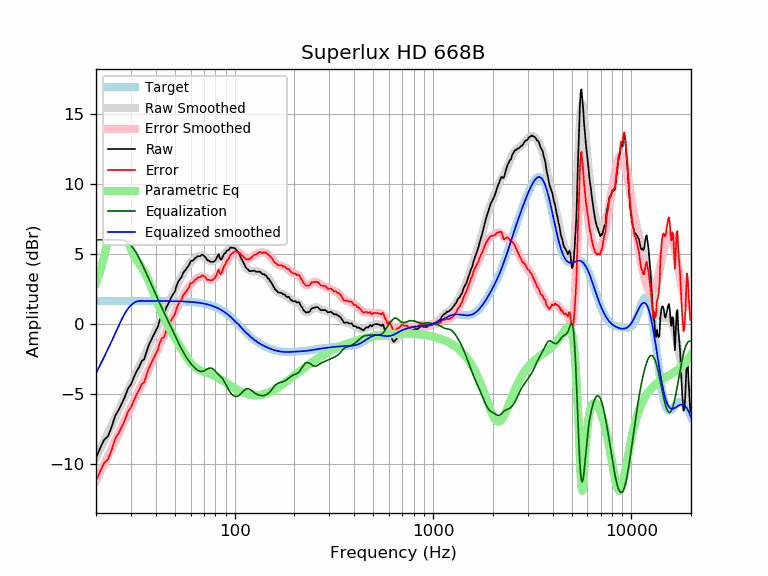 Superlux HD 668B
Target
Raw Smoothed
Error Smoothed
Raw
Error
Parametric Eq
Equalization
Equalized smoothed
Amplitude (dBr)
15
10
5
0
−5
−10
100
1000
10000
Frequency (Hz)